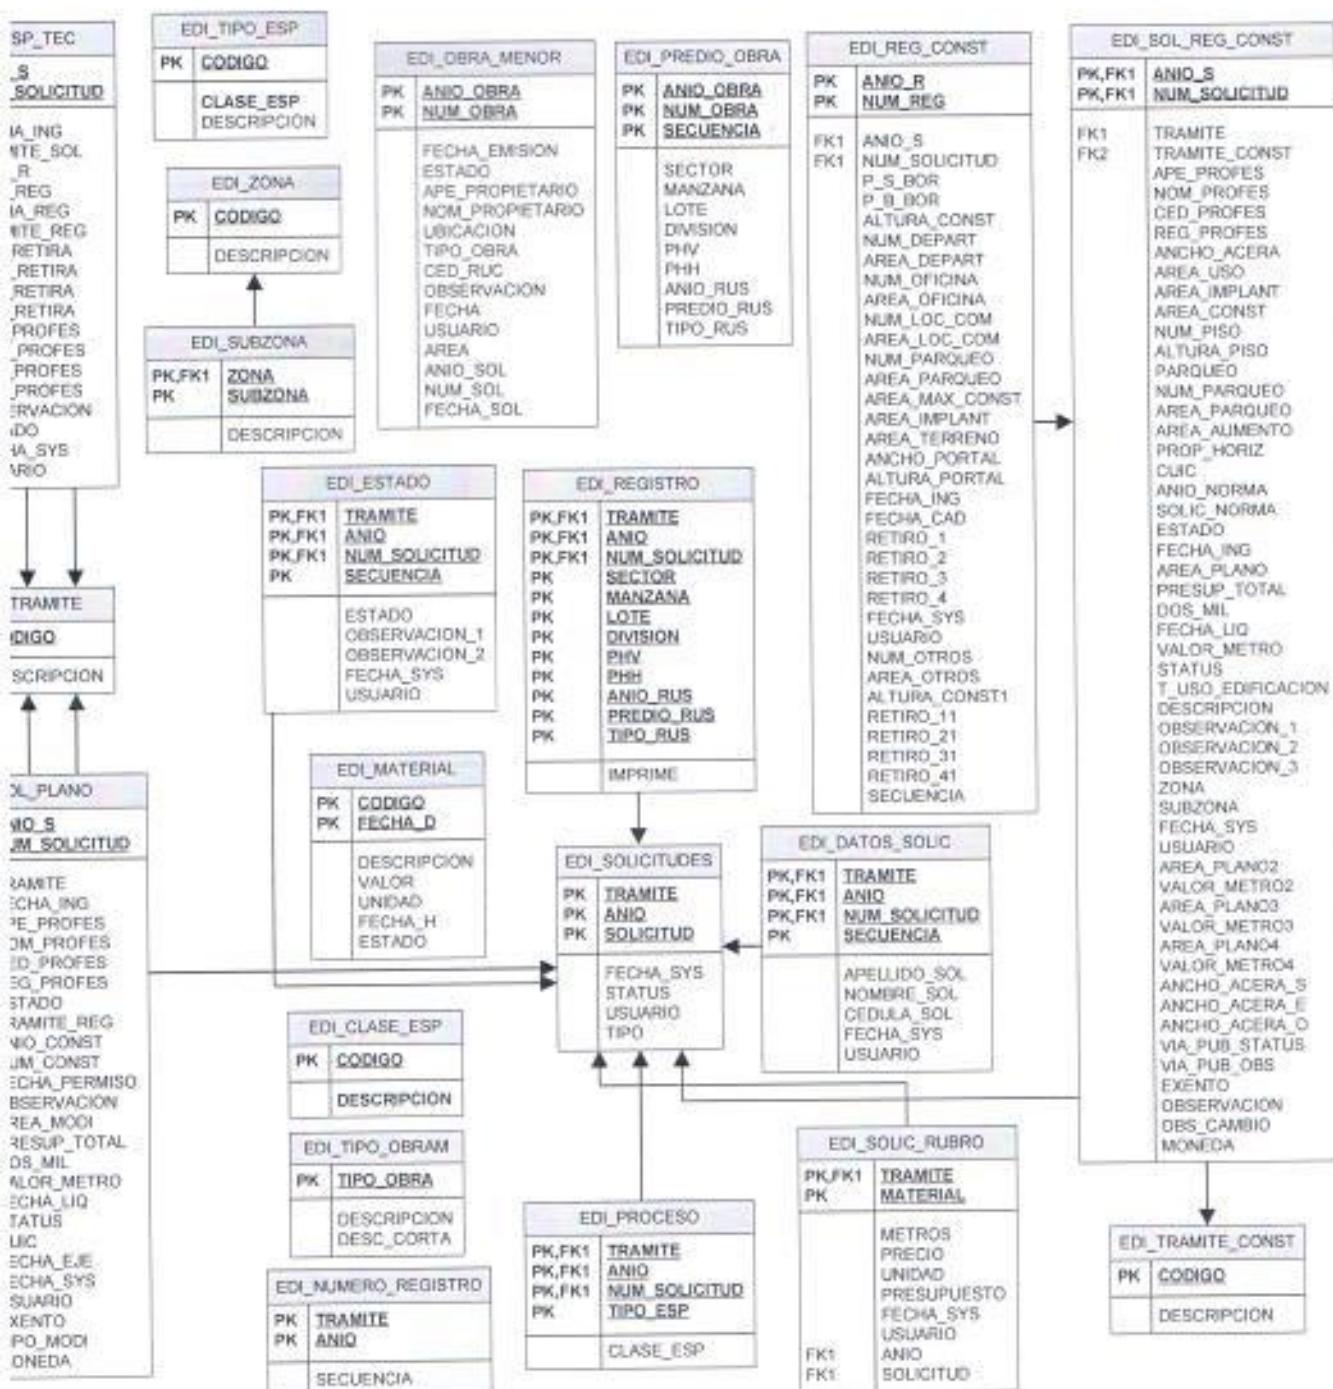 SP_TEC
_S
_SOLICITUD
IA_ING
_R
_REG
IA_REG
_RETIRA
_RETIRA
_RETIRA
_RETIRA
PROFES
_PROFES
_PROFES
_PROFES
ERVACION
DO
IA_SYS
ARIO
TRAMITE
ODIGO
SCRIPCION
OL_PLANO
NIO_S
UM_SOLICITUD
RAMITE
ECHA_ING
PE_PROFES
OM_PROFES
ED_PROFES
EG_PROFES
STADO
RAMITE_REG
NIO_CONST
UM_CONST
ECHA_PERMISO
BSERVACION
REA_MODI
RESUP_TOTAL
OS_MIL
ALOR_METRO
ECHA_LIQ
TATUS
UIC
ECHA_EJE
ECHA_SYS
SUARIO
XENTO
IPO_MODI
ONEDA
EDI_TIPO_ESP
PK CODIGO
CLASE_ESP
DESCRIPCION
EDI_ZONA
PK CODIGO
DESCRIPCION
EDI_SUBZONA
PK,FK1 ZONA
PK SUBZONA
DESCRIPCION
EDI_OBRA_MENOR
PK ANIO_OBRA
PK NUM_OBRA
FECHA_EMISION
ESTADO
APE_PROPIETARIO
NOM_PROPIETARIO
UBICACION
TIPO_OBRA
CED_RUC
OBSERVACION
FECHA
USUARIO
AREA
ANIO_SOL
NUM_SOL
FECHA_SOL
EDI_PREDIO_OBRA
PK ANIO_OBRA
PK NUM_OBRA
PK SECUENCIA
SECTOR
MANZANA
LOTE
DIVISION
PHV
PHH
ANIO_RUS
PREDIO_RUS
TIPO_RUS
EDI_REG_CONST
PK ANIO_R
PK NUM_REG
FK1 ANIO_S
FK1 NUM_SOLICITUD
P_S_BOR
P_B_BOR
ALTURA_CONST
NUM_DEPART
AREA_DEPART
NUM_OFICINA
AREA_OFICINA
NUM_LOC_COM
AREA_LOC_COM
NUM_PARQUEO
AREA_PARQUEO
AREA_MAX_CONST
AREA_IMPLANT
AREA_TERRENO
ANCHO_PORTAL
ALTURA_PORTAL
FECHA_ING
FECHA_CAD
RETIRO_1
RETIRO_2
RETIRO_3
RETIRO_4
FECHA_SYS
USUARIO
NUM_OTROS
AREA_OTROS
ALTURA_CONST1
RETIRO_11
RETIRO_21
RETIRO_31
RETIRO_41
SECUENCIA
EDI_SOL_REG_CONST
PK,FK1 ANIO_S
PK,FK1 NUM_SOLICITUD
FK1 TRAMITE
FK2 TRAMITE_CONST
APE_PROFES
NOM_PROFES
CED_PROFES
REG_PROFES
ANCHO_ACERA
AREA_USO
AREA_IMPLANT
AREA_CONST
NUM_PISO
ALTURA_PISO
PARQUEO
NUM_PARQUEO
AREA_PARQUEO
AREA_AUMENTO
PROP_HORIZ
CUIC
ANIO_NORMA
SOLIC_NORMA
ESTADO
FECHA_ING
AREA_PLANO
PRESUP_TOTAL
DOS_MIL
FECHA_LIQ
VALOR_METRO
STATUS
T_USO_EDIFICACION
DESCRIPCION
OBSERVACION_1
OBSERVACION_2
OBSERVACION_3
ZONA
SUBZONA
FECHA_SYS
USUARIO
AREA_PLANO2
VALOR_METRO2
AREA_PLANO3
VALOR_METRO3
AREA_PLANO4
VALOR_METRO4
ANCHO_ACERA_S
ANCHO_ACERA_E
ANCHO_ACERA_O
VIA_PUB_STATUS
VIA_PUB_OBS
EXENTO
OBSERVACION
OBS_CAMBIO
MONEDA
EDI_ESTADO
PK,FK1 TRAMITE
PK,FK1 ANIO
PK,FK1 NUM_SOLICITUD
PK SECUENCIA
ESTADO
OBSERVACION_1
OBSERVACION_2
FECHA_SYS
USUARIO
EDI_REGISTRO
PK,FK1 TRAMITE
PK,FK1 ANIO
PK,FK1 NUM_SOLICITUD
PK SECTOR
PK MANZANA
PK LOTE
PK DIVISION
PK PHV
PK PHH
PK ANIO_RUS
PK PREDIO_RUS
PK TIPO_RUS
IMPRIME
EDI_MATERIAL
PK CODIGO
PK FECHA_D
DESCRIPCION
VALOR
UNIDAD
FECHA_H
ESTADO
EDI_SOLICITUDES
PK TRAMITE
PK ANIO
PK SOLICITUD
FECHA_SYS
STATUS
USUARIO
TIPO
EDI_DATOS_SOLIC
PK,FK1 TRAMITE
PK,FK1 ANIO
PK,FK1 NUM_SOLICITUD
PK SECUENCIA
APELLIDO_SOL
NOMBRE_SOL
CEDULA_SOL
FECHA_SYS
USUARIO
EDI_CLASE_ESP
PK CODIGO
DESCRIPCION
EDI_TIPO_OBRAM
PK TIPO_OBRA
DESCRIPCION
DESC_CORTA
EDI_NUMERO_REGISTRO
PK TRAMITE
PK ANIO
SECUENCIA
EDI_PROCESO
PK,FK1 TRAMITE
PK,FK1 ANIO
PK,FK1 NUM_SOLICITUD
PK TIPO_ESP
CLASE_ESP
EDI_SOLIC_RUBRO
PK,FK1 TRAMITE
PK MATERIAL
METROS
PRECIO
UNIDAD
PRESUPUESTO
FECHA_SYS
USUARIO
FK1 ANIO
FK1 SOLICITUD
EDI_TRAMITE_CONST
PK CODIGO
DESCRIPCION